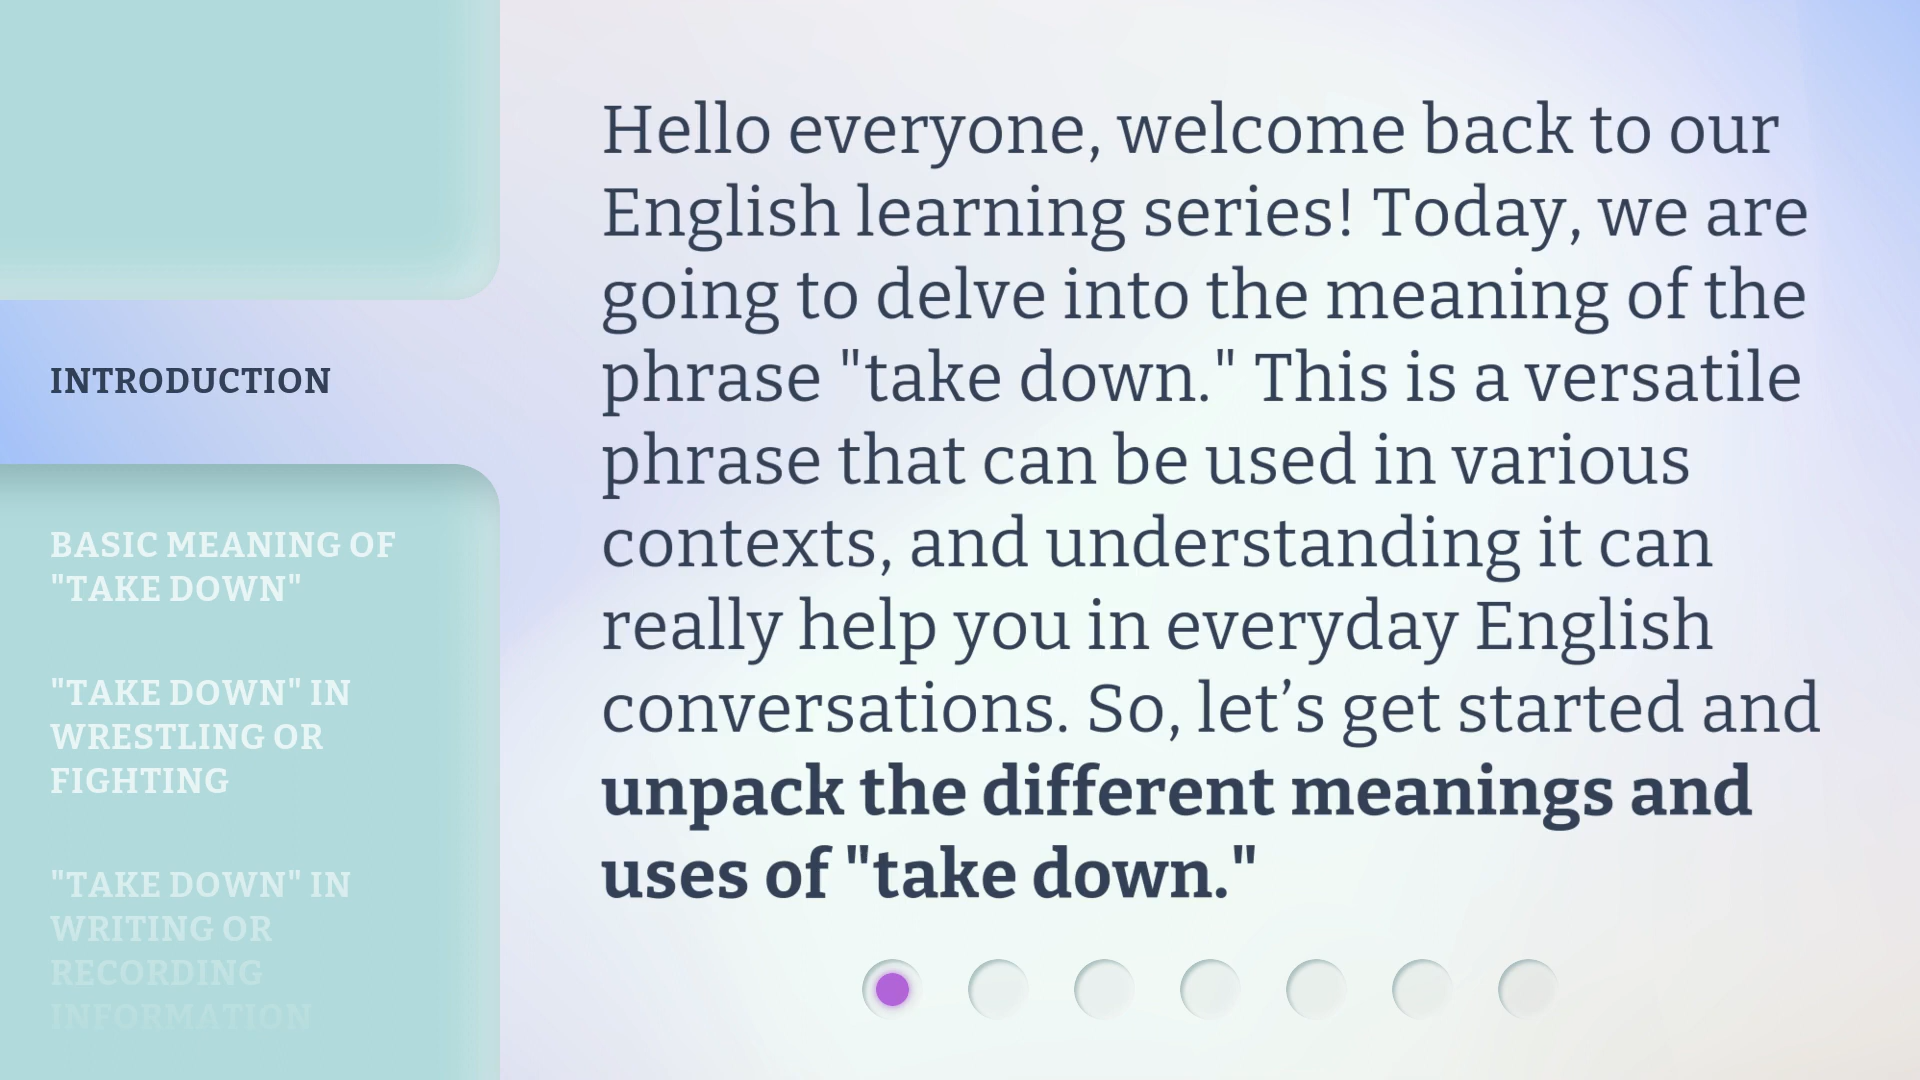 INTRODUCTION
BASIC MEANING OF
"TAKE DOWN"
"TAKE DOWN" IN
WRESTLING OR
FIGHTING
"TAKE DOWN" IN
WRITING OR
RECORDING
INFORMATION
Hello everyone, welcome back to our
English learning series! Today, we are
going to delve into the meaning of the
phrase "take down." This is a versatile
phrase that can be used in various
contexts, and understanding it can
really help you in everyday English
conversations. So, let’s get started and
unpack the different meanings and
uses of "take down."